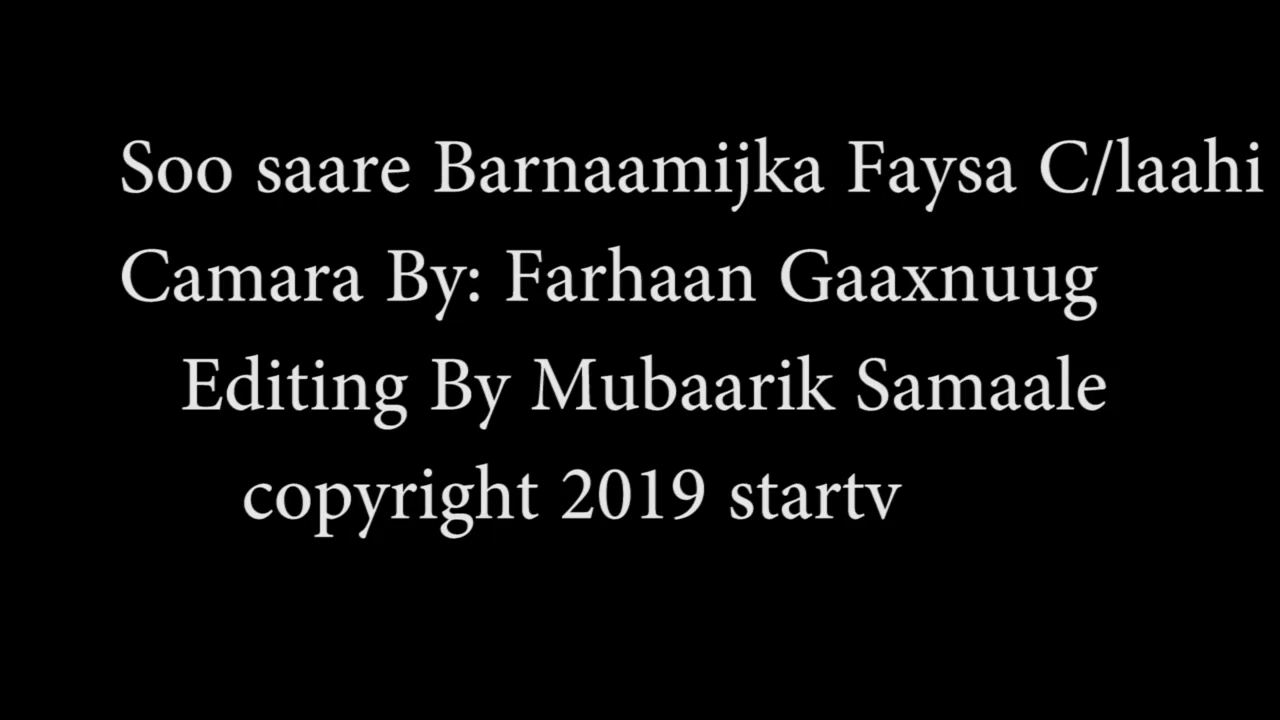 Soo saare Barnaamijka Faysa C/laahi
Camara By: Farhaan Gaaxnuug
Editing By Mubaarik Samaale
copyright 2019 startv